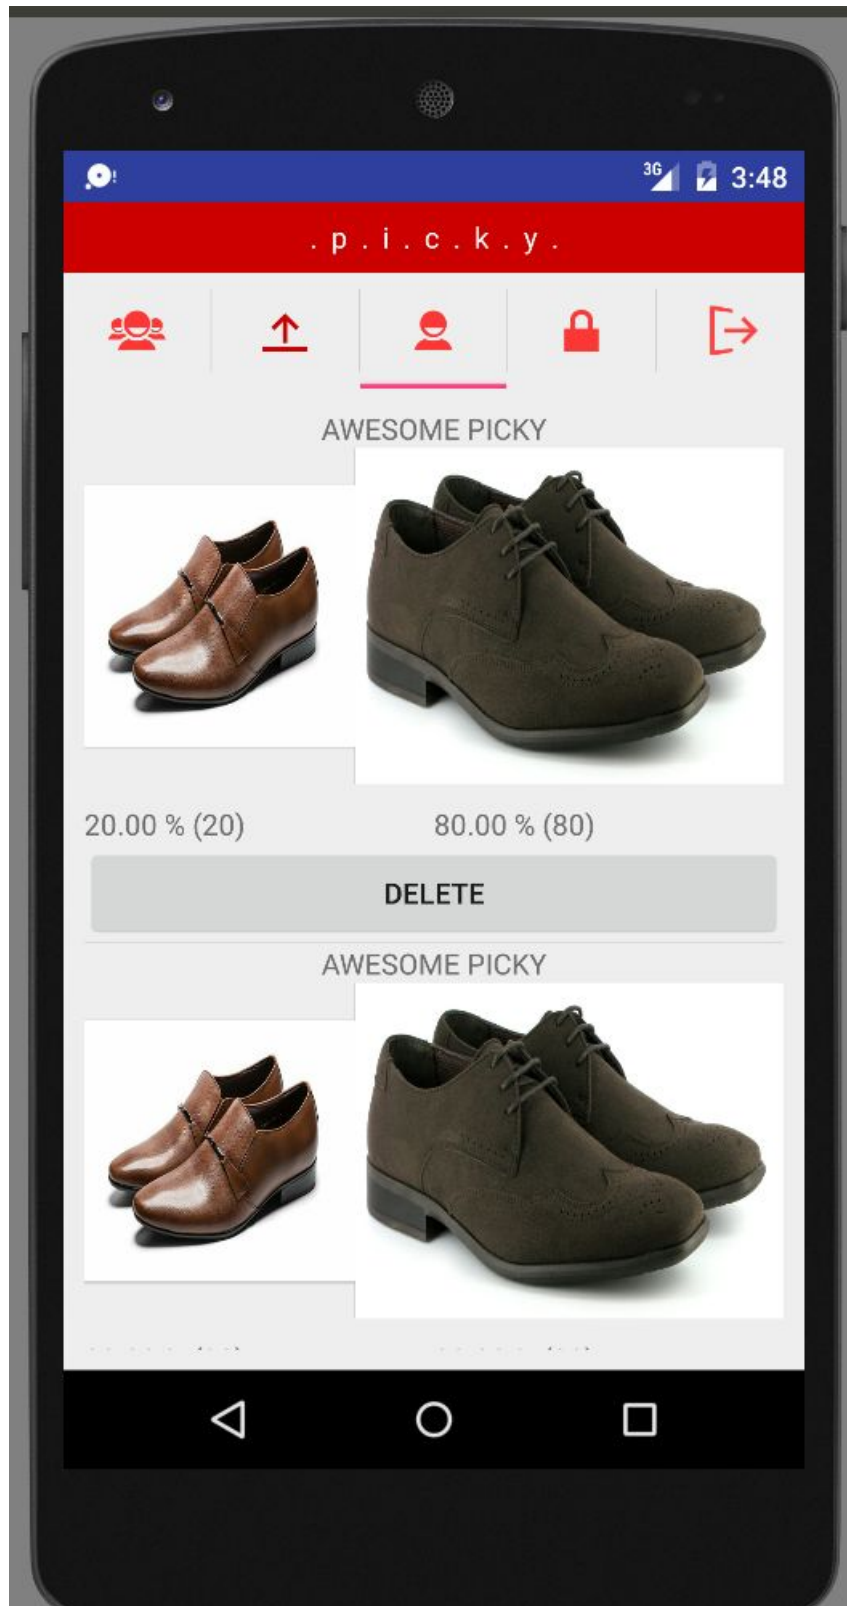 3G 3:48
.p.i.c.k.y.
AWESOME PICKY
20.00 % (20) 80.00 % (80)
DELETE
AWESOME PICKY